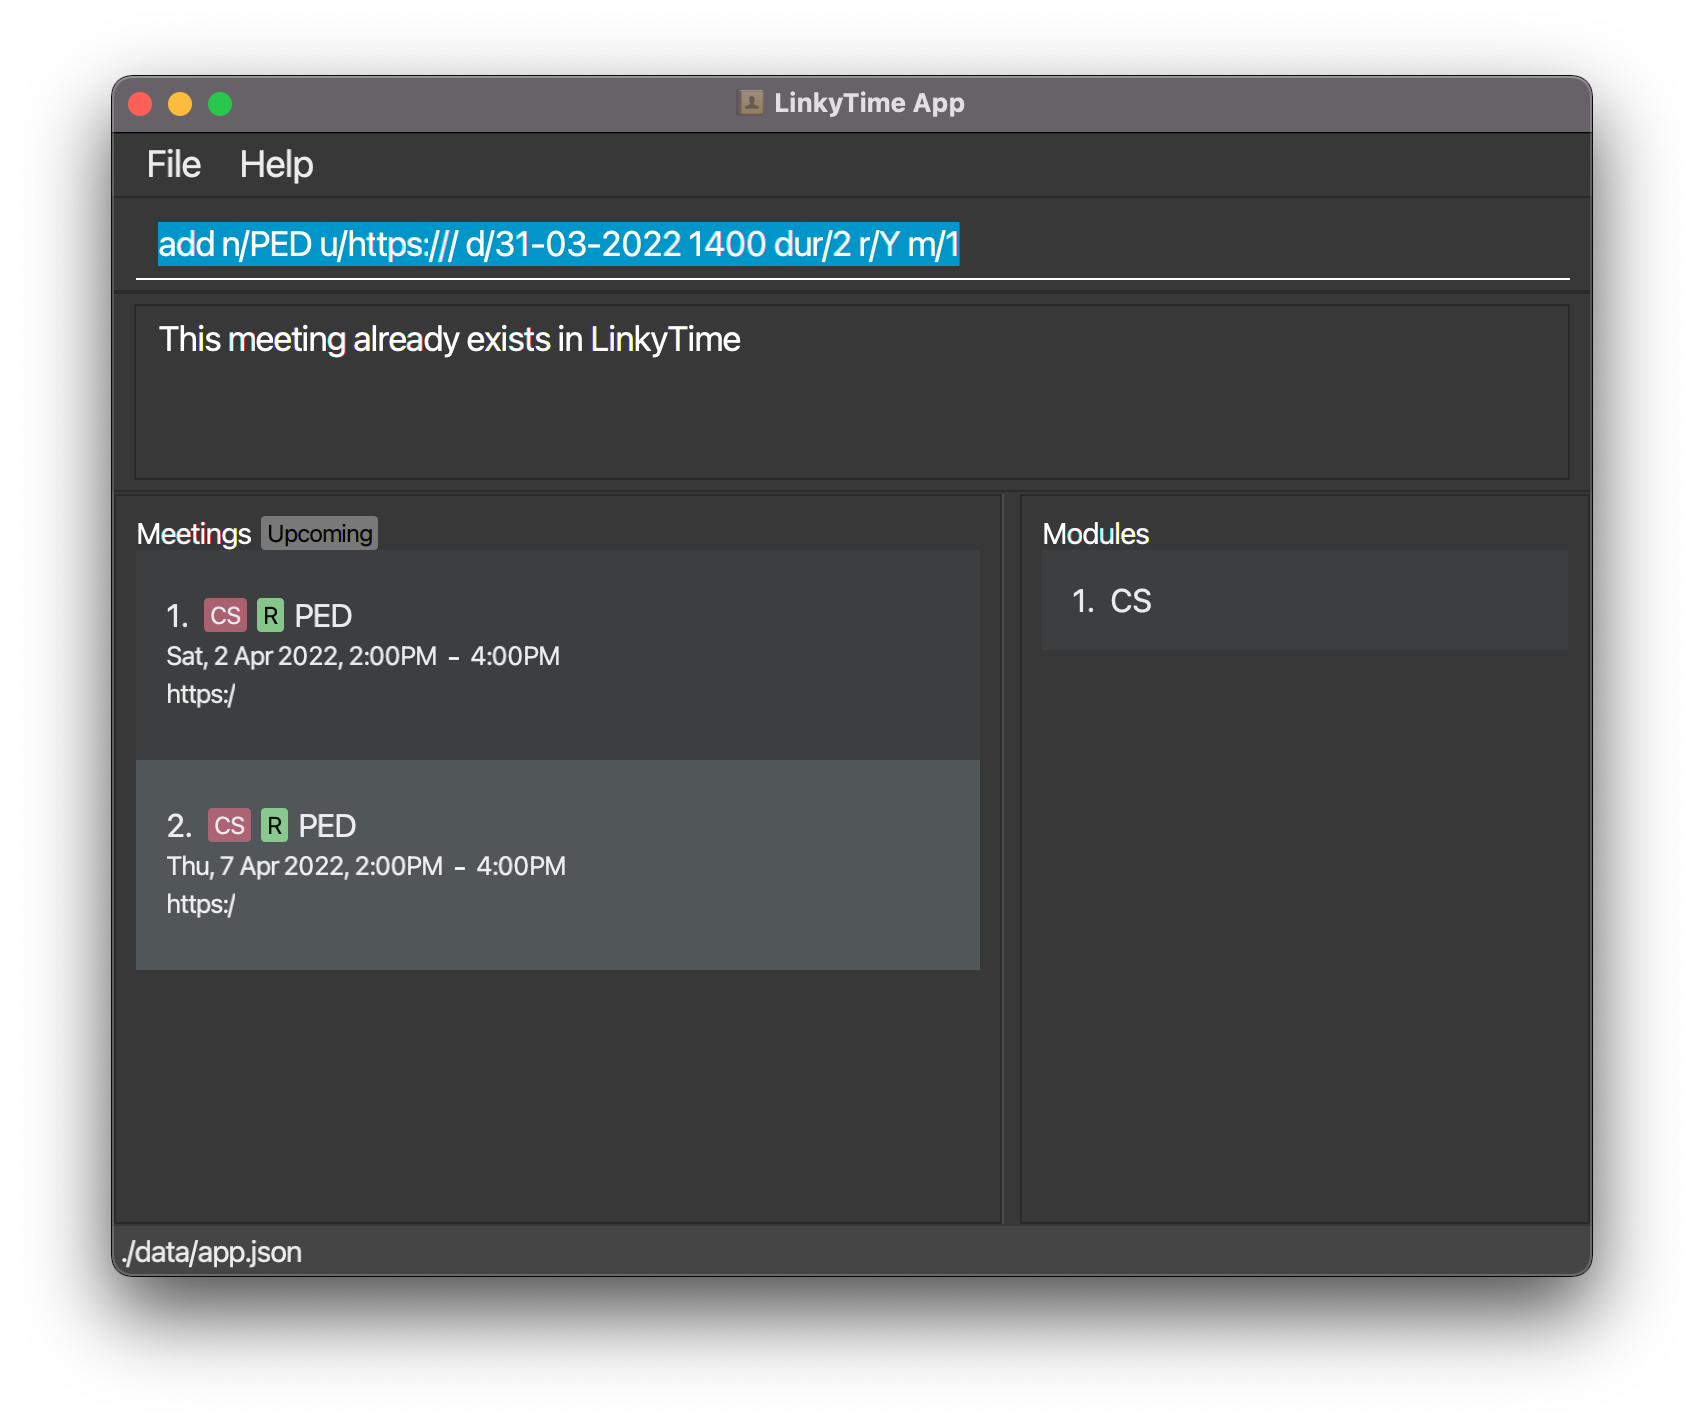 LinkyTime App
File Help
add n/PED u/https:/// d/31-03-2022 1400 dur/2 r/Y m/1
This meeting already exists in LinkyTime
Meetings Upcoming
1. CS R PED
Sat, 2 Apr 2022, 2:00PM - 4:00PM
https:/
2. CS R PED
Thu, 7 Apr 2022, 2:00PM - 4:00PM
https:/
Modules
1. CS
./data/app.json